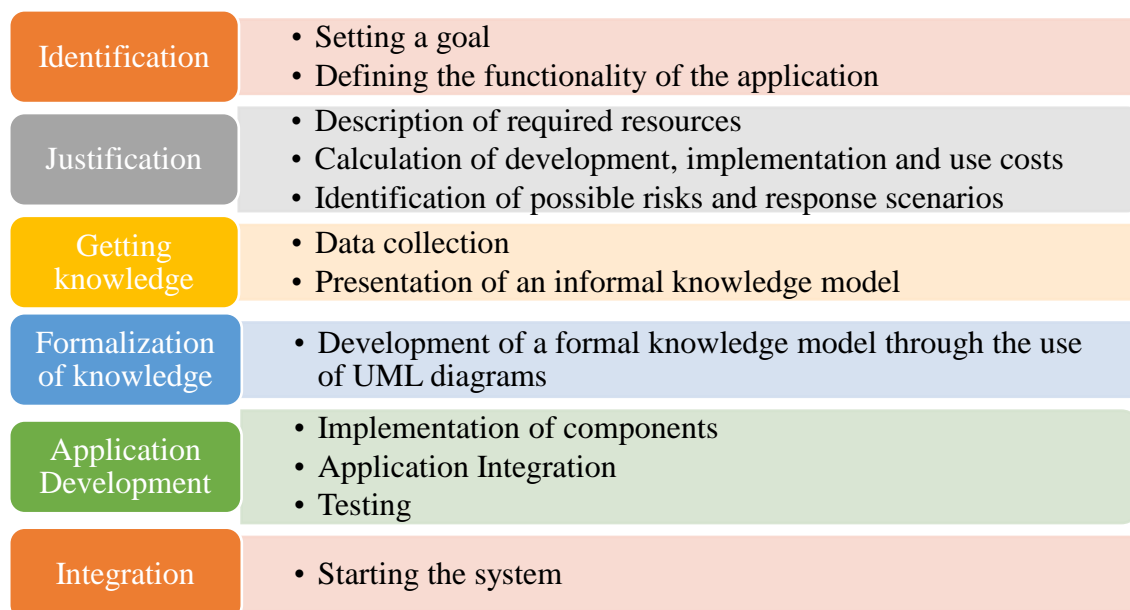 Identification
• Setting a goal
• Defining the functionality of the application
Justification
• Description of required resources
• Calculation of development, implementation and use costs
• Identification of possible risks and response scenarios
Getting
knowledge
• Data collection
• Presentation of an informal knowledge model
Formalization
of knowledge
• Development of a formal knowledge model through the use
of UML diagrams
Application
Development
• Implementation of components
• Application Integration
• Testing
Integration
• Starting the system